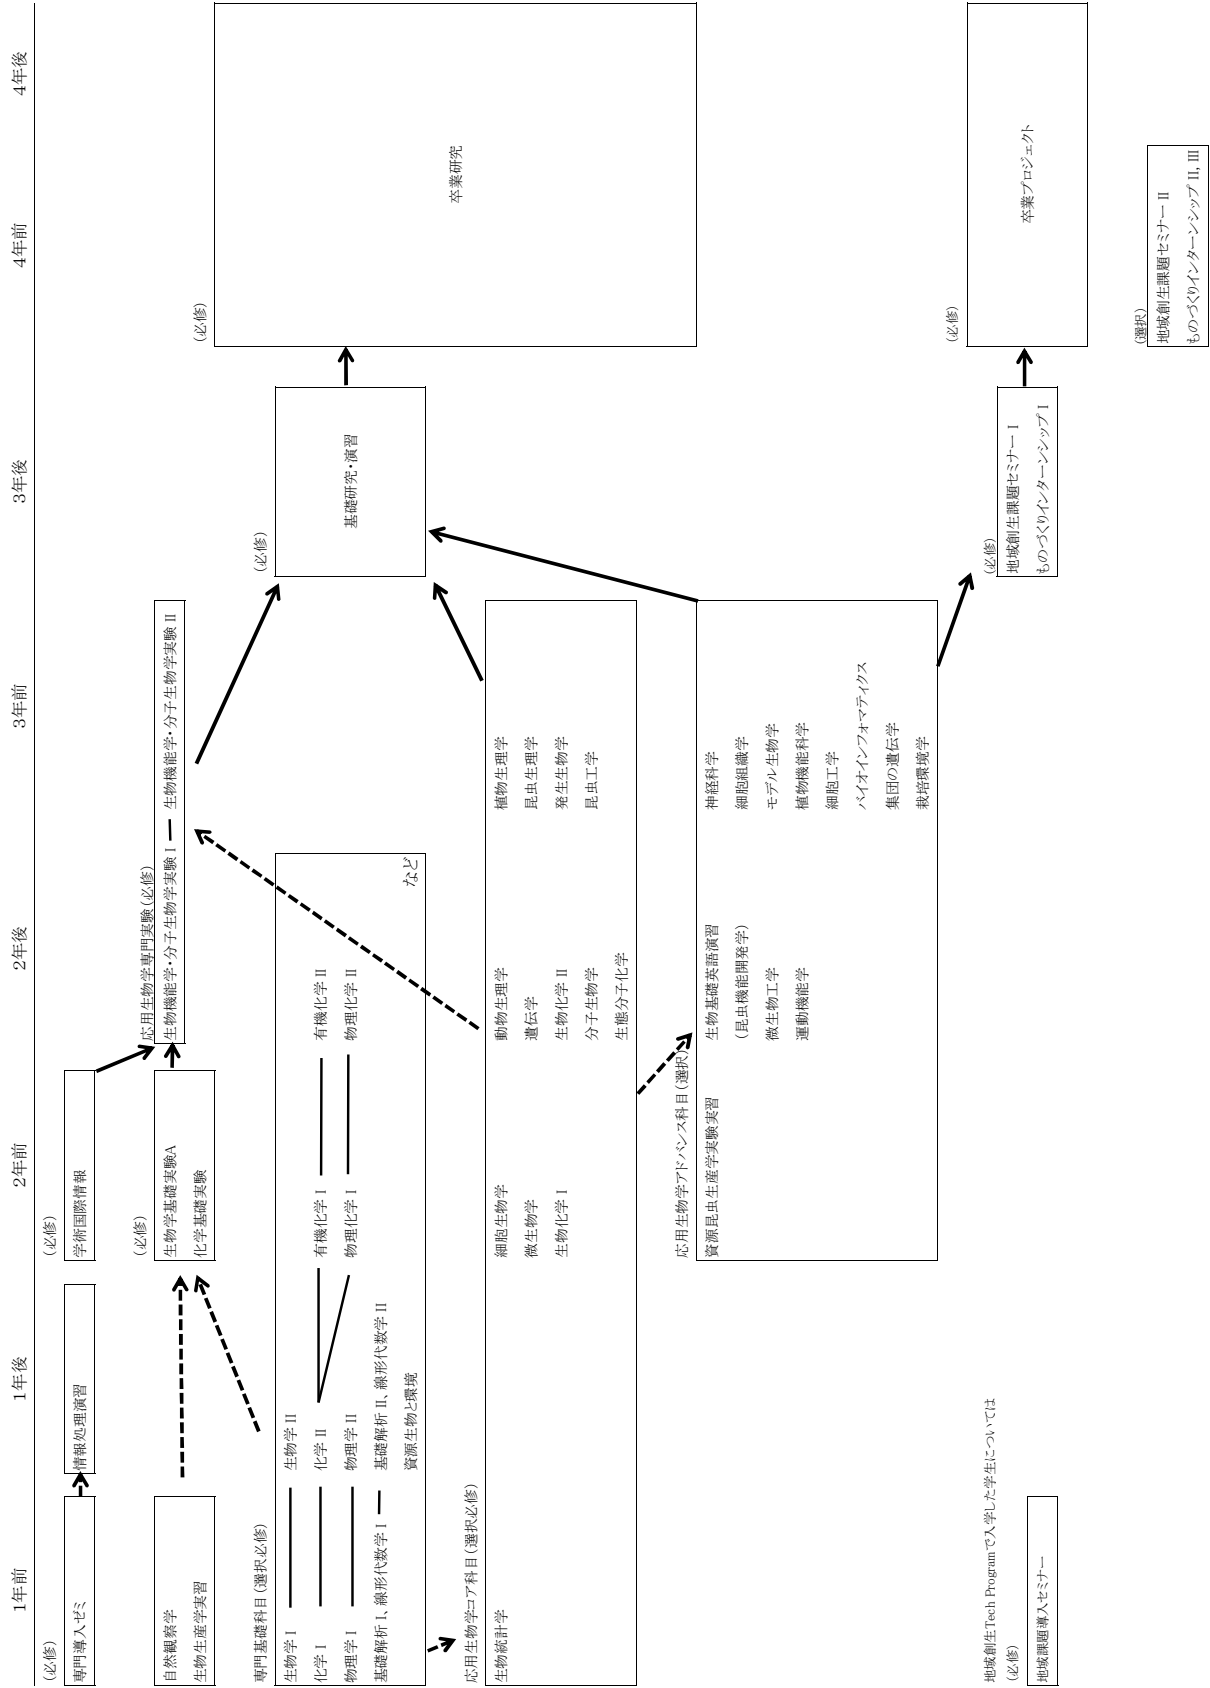 1年前
1年後
2年前
2年後
3年前
3年後
4年前
4年後
(必修)
専門導入ゼミ
情報処理演習
(必修)
学術国際情報
自然観察学
生物生産学実習
(必修)
生物学基礎実験A
化学基礎実験
応用生物学専門実験(必修)
生物機能学・分子生物学実験 I
生物機能学・分子生物学実験 II
専門基礎科目(選択必修)
生物学 I
生物学 II
化学 I
化学 II
有機化学 I
有機化学 II
物理学 I
物理学 II
物理化学 I
物理化学 II
基礎解析 I、線形代数学 I
基礎解析 II、線形代数学 II
資源生物と環境
など
(必修)
基礎研究・演習
(必修)
卒業研究
応用生物学コア科目(選択必修)
生物統計学
細胞生物学
動物生理学
植物生理学
微生物学
遺伝学
昆虫生理学
生物化学 I
生物化学 II
発生生物学
分子生物学
昆虫工学
生態分子化学
応用生物学アドバンス科目(選択)
資源昆虫生産学実験実習
生物基礎英語演習
神経科学
(昆虫機能開発学)
細胞組織学
微生物工学
モデル生物学
運動機能学
植物機能科学
細胞工学
バイオインフォマティクス
集団の遺伝学
栽培環境学
地域創生Tech Programで入学した学生については
(必修)
地域課題導入セミナー
(必修)
地域創生課題セミナー I
ものづくりインターンシップ I
(必修)
卒業プロジェクト
(選択)
地域創生課題セミナー II
ものづくりインターンシップ II, III